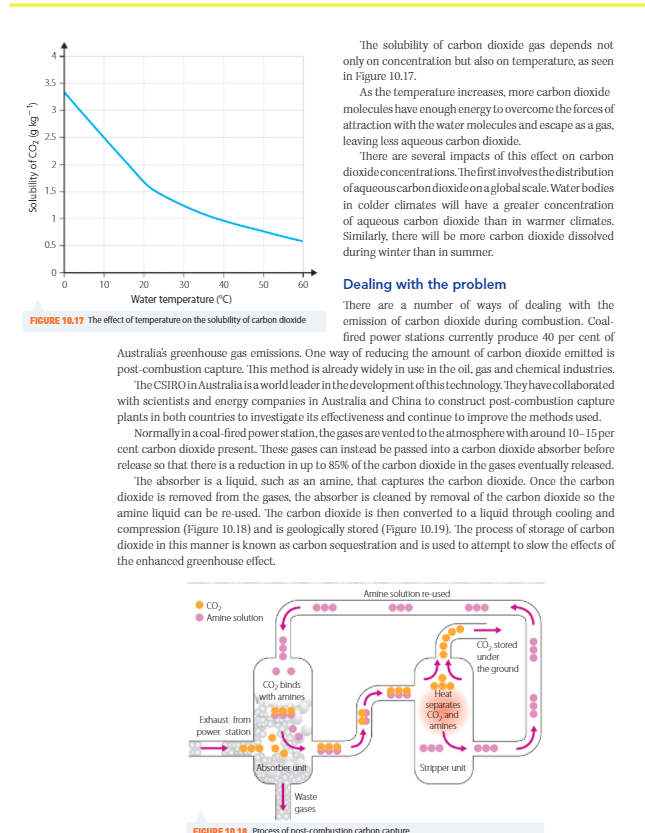 The solubility of carbon dioxide gas depends not
only on concentration but also on temperature, as seen
in Figure 10.17.
As the temperature increases, more carbon dioxide
molecules have enough energy to overcome the forces of
attraction with the water molecules and escape as a gas,
leaving less aqueous carbon dioxide.
There are several impacts of this effect on carbon
dioxide concentrations. The first involves the distribution
of aqueous carbon dioxide on a global scale. Water bodies
in colder climates will have a greater concentration
of aqueous carbon dioxide than in warmer climates.
Similarly, there will be more carbon dioxide dissolved
during winter than in summer.
4
3.5
3
2.5
2
1.5
1
0.5
0
Solubility of CO₂ (g kg⁻¹)
0 10 20 30 40 50 60
Water temperature (°C)
FIGURE 10.17 The effect of temperature on the solubility of carbon dioxide
Dealing with the problem
There are a number of ways of dealing with the
emission of carbon dioxide during combustion. Coal-
fired power stations currently produce 40 per cent of
Australia's greenhouse gas emissions. One way of reducing the amount of carbon dioxide emitted is
post-combustion capture. This method is already widely in use in the oil, gas and chemical industries.
The CSIRO in Australia is a world leader in the development of this technology. They have collaborated
with scientists and energy companies in Australia and China to construct post-combustion capture
plants in both countries to investigate its effectiveness and continue to improve the methods used.
Normally in a coal-fired power station, the gases are vented to the atmosphere with around 10–15 per
cent carbon dioxide present. These gases can instead be passed into a carbon dioxide absorber before
release so that there is a reduction in up to 85% of the carbon dioxide in the gases eventually released.
The absorber is a liquid, such as an amine, that captures the carbon dioxide. Once the carbon
dioxide is removed from the gases, the absorber is cleaned by removal of the carbon dioxide so the
amine liquid can be re-used. The carbon dioxide is then converted to a liquid through cooling and
compression (Figure 10.18) and is geologically stored (Figure 10.19). The process of storage of carbon
dioxide in this manner is known as carbon sequestration and is used to attempt to slow the effects of
the enhanced greenhouse effect.
Amine solution re-used
CO₂
Amine solution
CO₂ stored
under
the ground
CO₂ binds
with amines
Heat
separates
CO₂ and
amines
Exhaust from
power station
Absorber unit
Stripper unit
Waste
gases
FIGURE 10.18 Process of post-combustion carbon capture